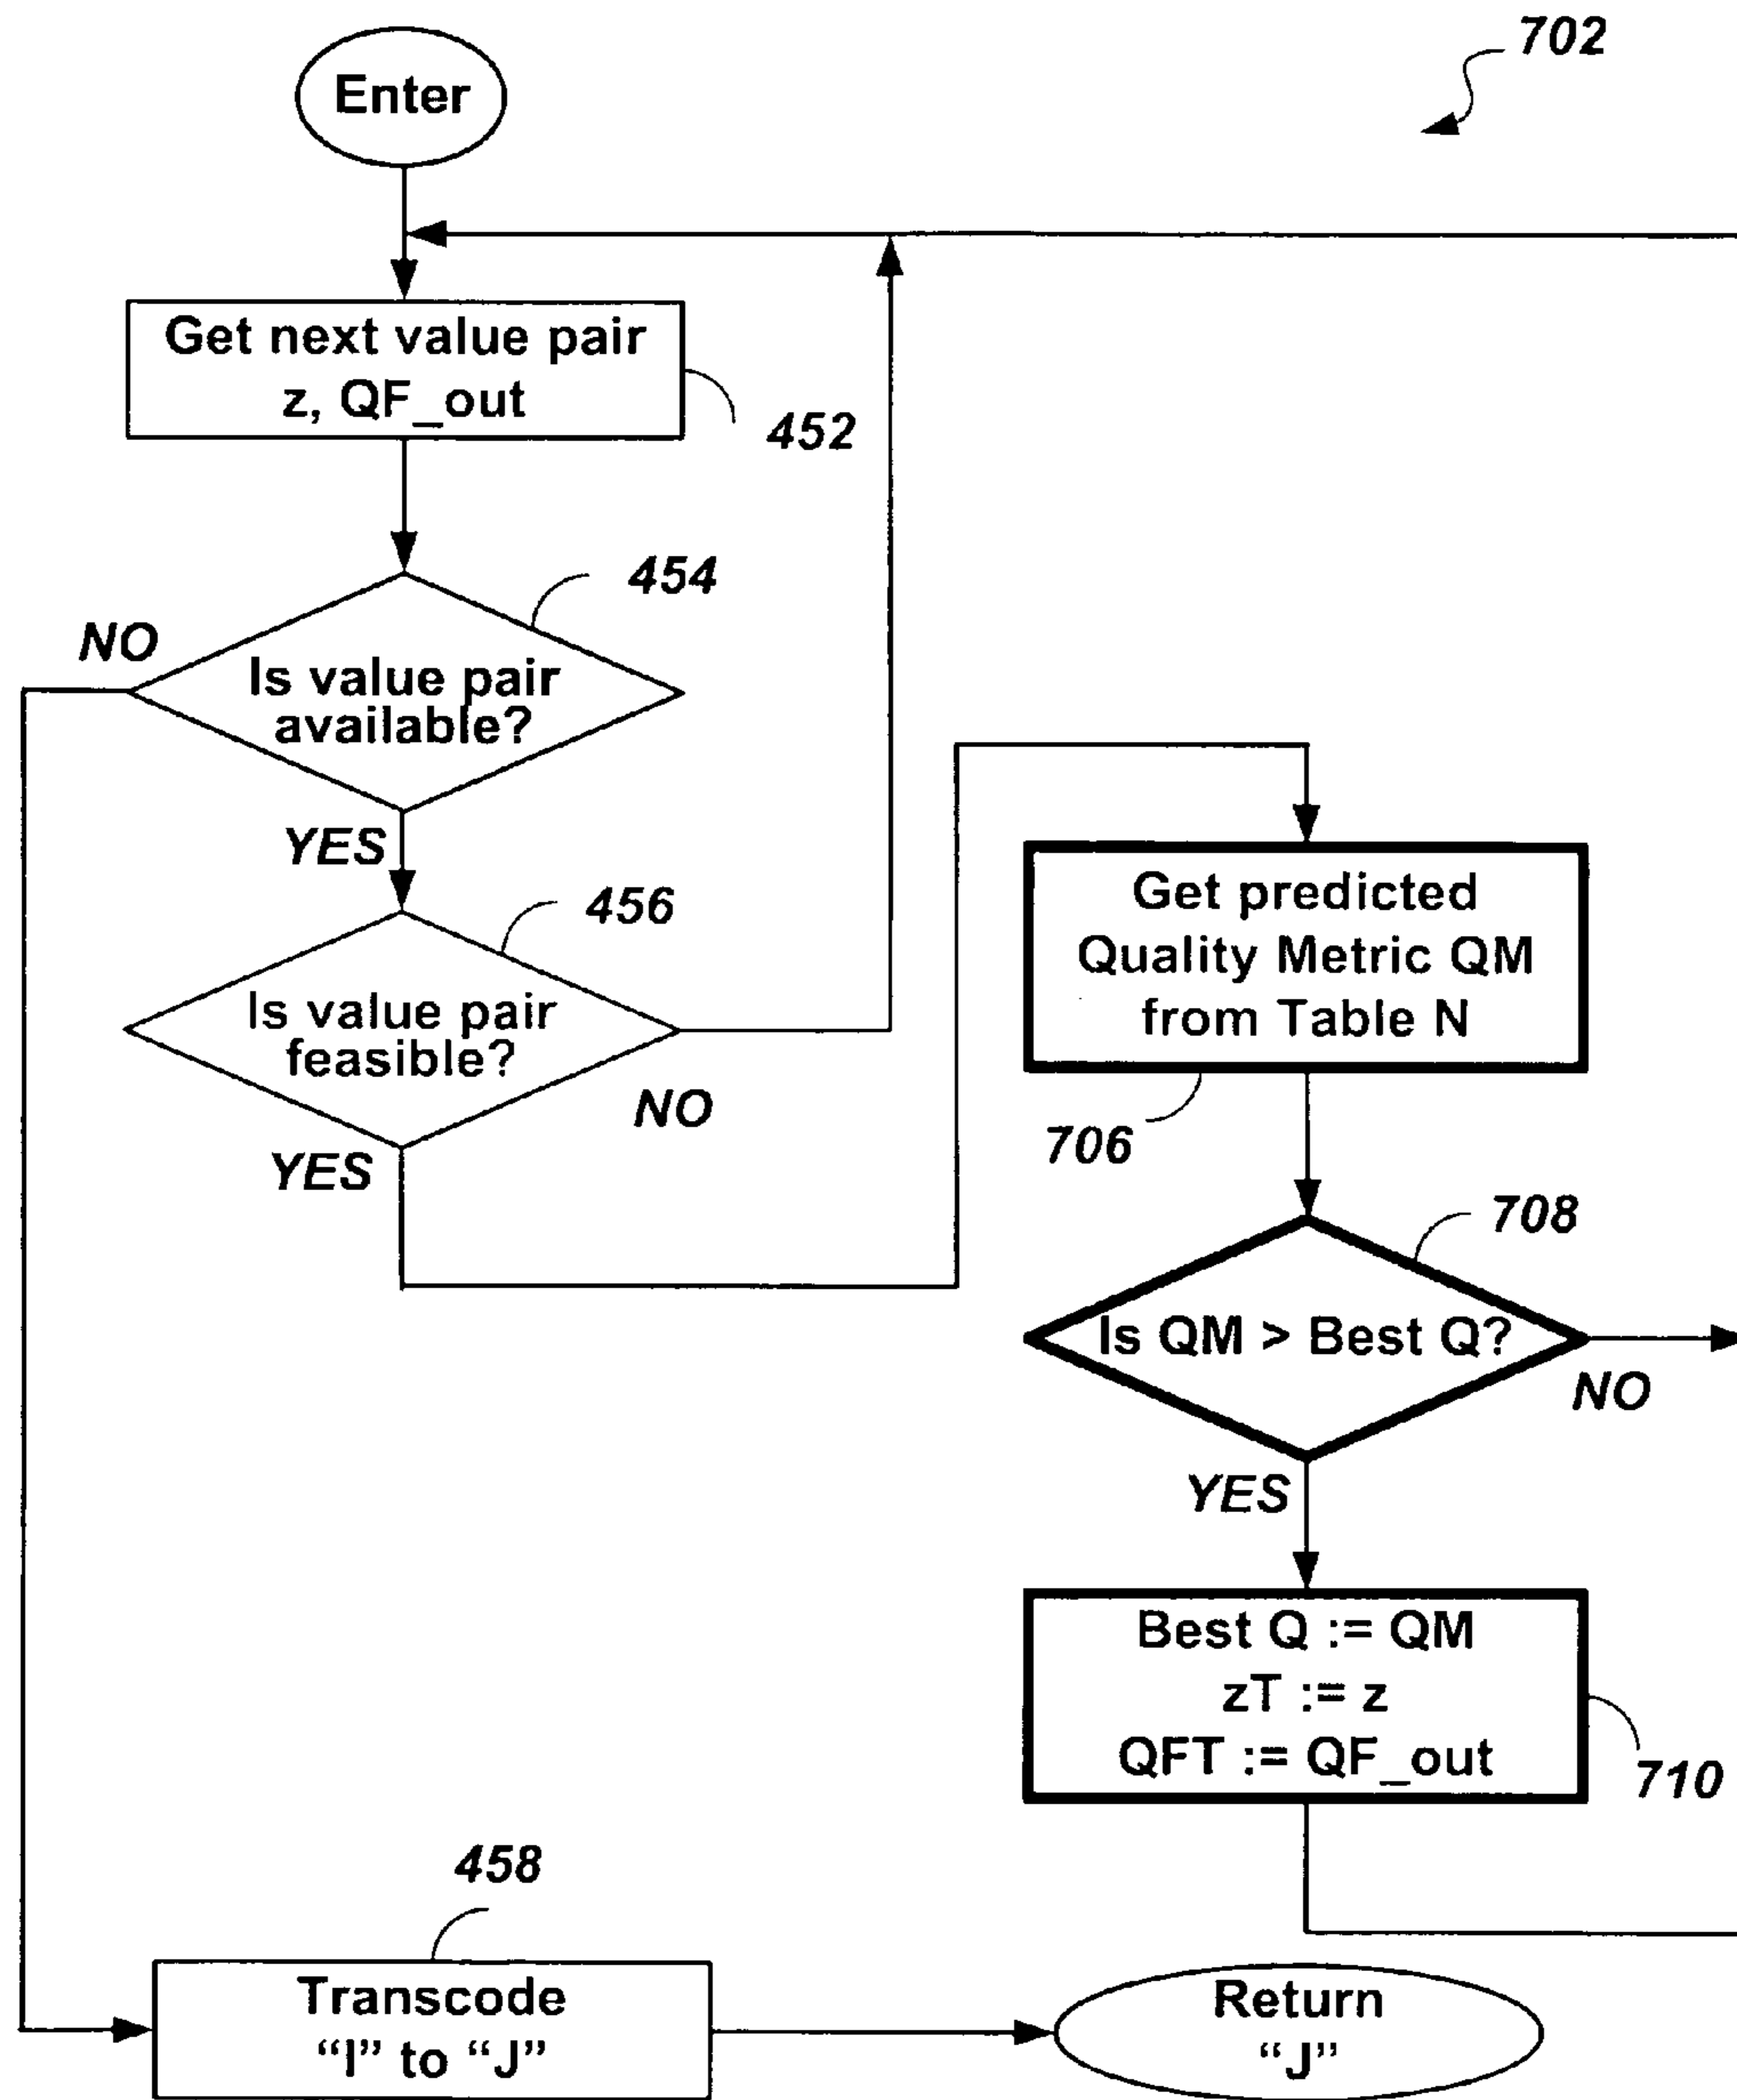 702
Enter
Get next value pair
z, QF_out
452
454
NO
Is value pair
available?
YES
456
Is value pair
feasible?
NO
YES
Get predicted
Quality Metric QM
from Table N
706
708
Is QM > Best Q?
NO
YES
Best Q := QM
zT := z
QFT := QF_out
710
458
Transcode
“I” to “J”
Return
“J”